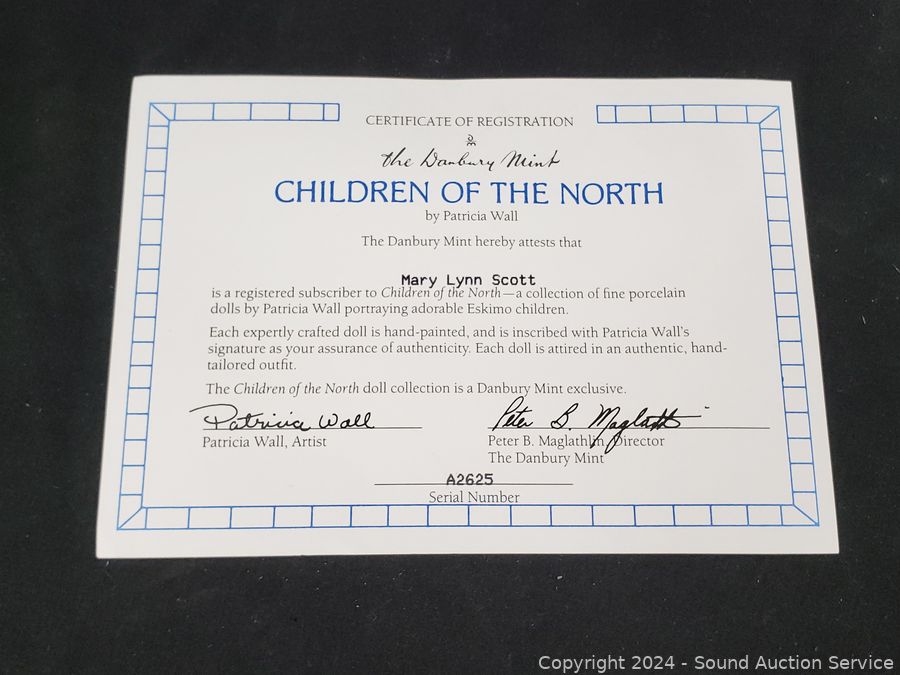 CERTIFICATE OF REGISTRATION
the Danbury Mint
CHILDREN OF THE NORTH
by Patricia Wall
The Danbury Mint hereby attests that
Mary Lynn Scott
is a registered subscriber to Children of the North—a collection of fine porcelain
dolls by Patricia Wall portraying adorable Eskimo children.
Each expertly crafted doll is hand-painted, and is inscribed with Patricia Wall's
signature as your assurance of authenticity. Each doll is attired in an authentic, hand-
tailored outfit.
The Children of the North doll collection is a Danbury Mint exclusive.
Patricia Wall
Peter B. Maglathlin
Patricia Wall, Artist
Peter B. Maglathlin, Director
The Danbury Mint
A2625
Serial Number
Copyright 2024 - Sound Auction Service